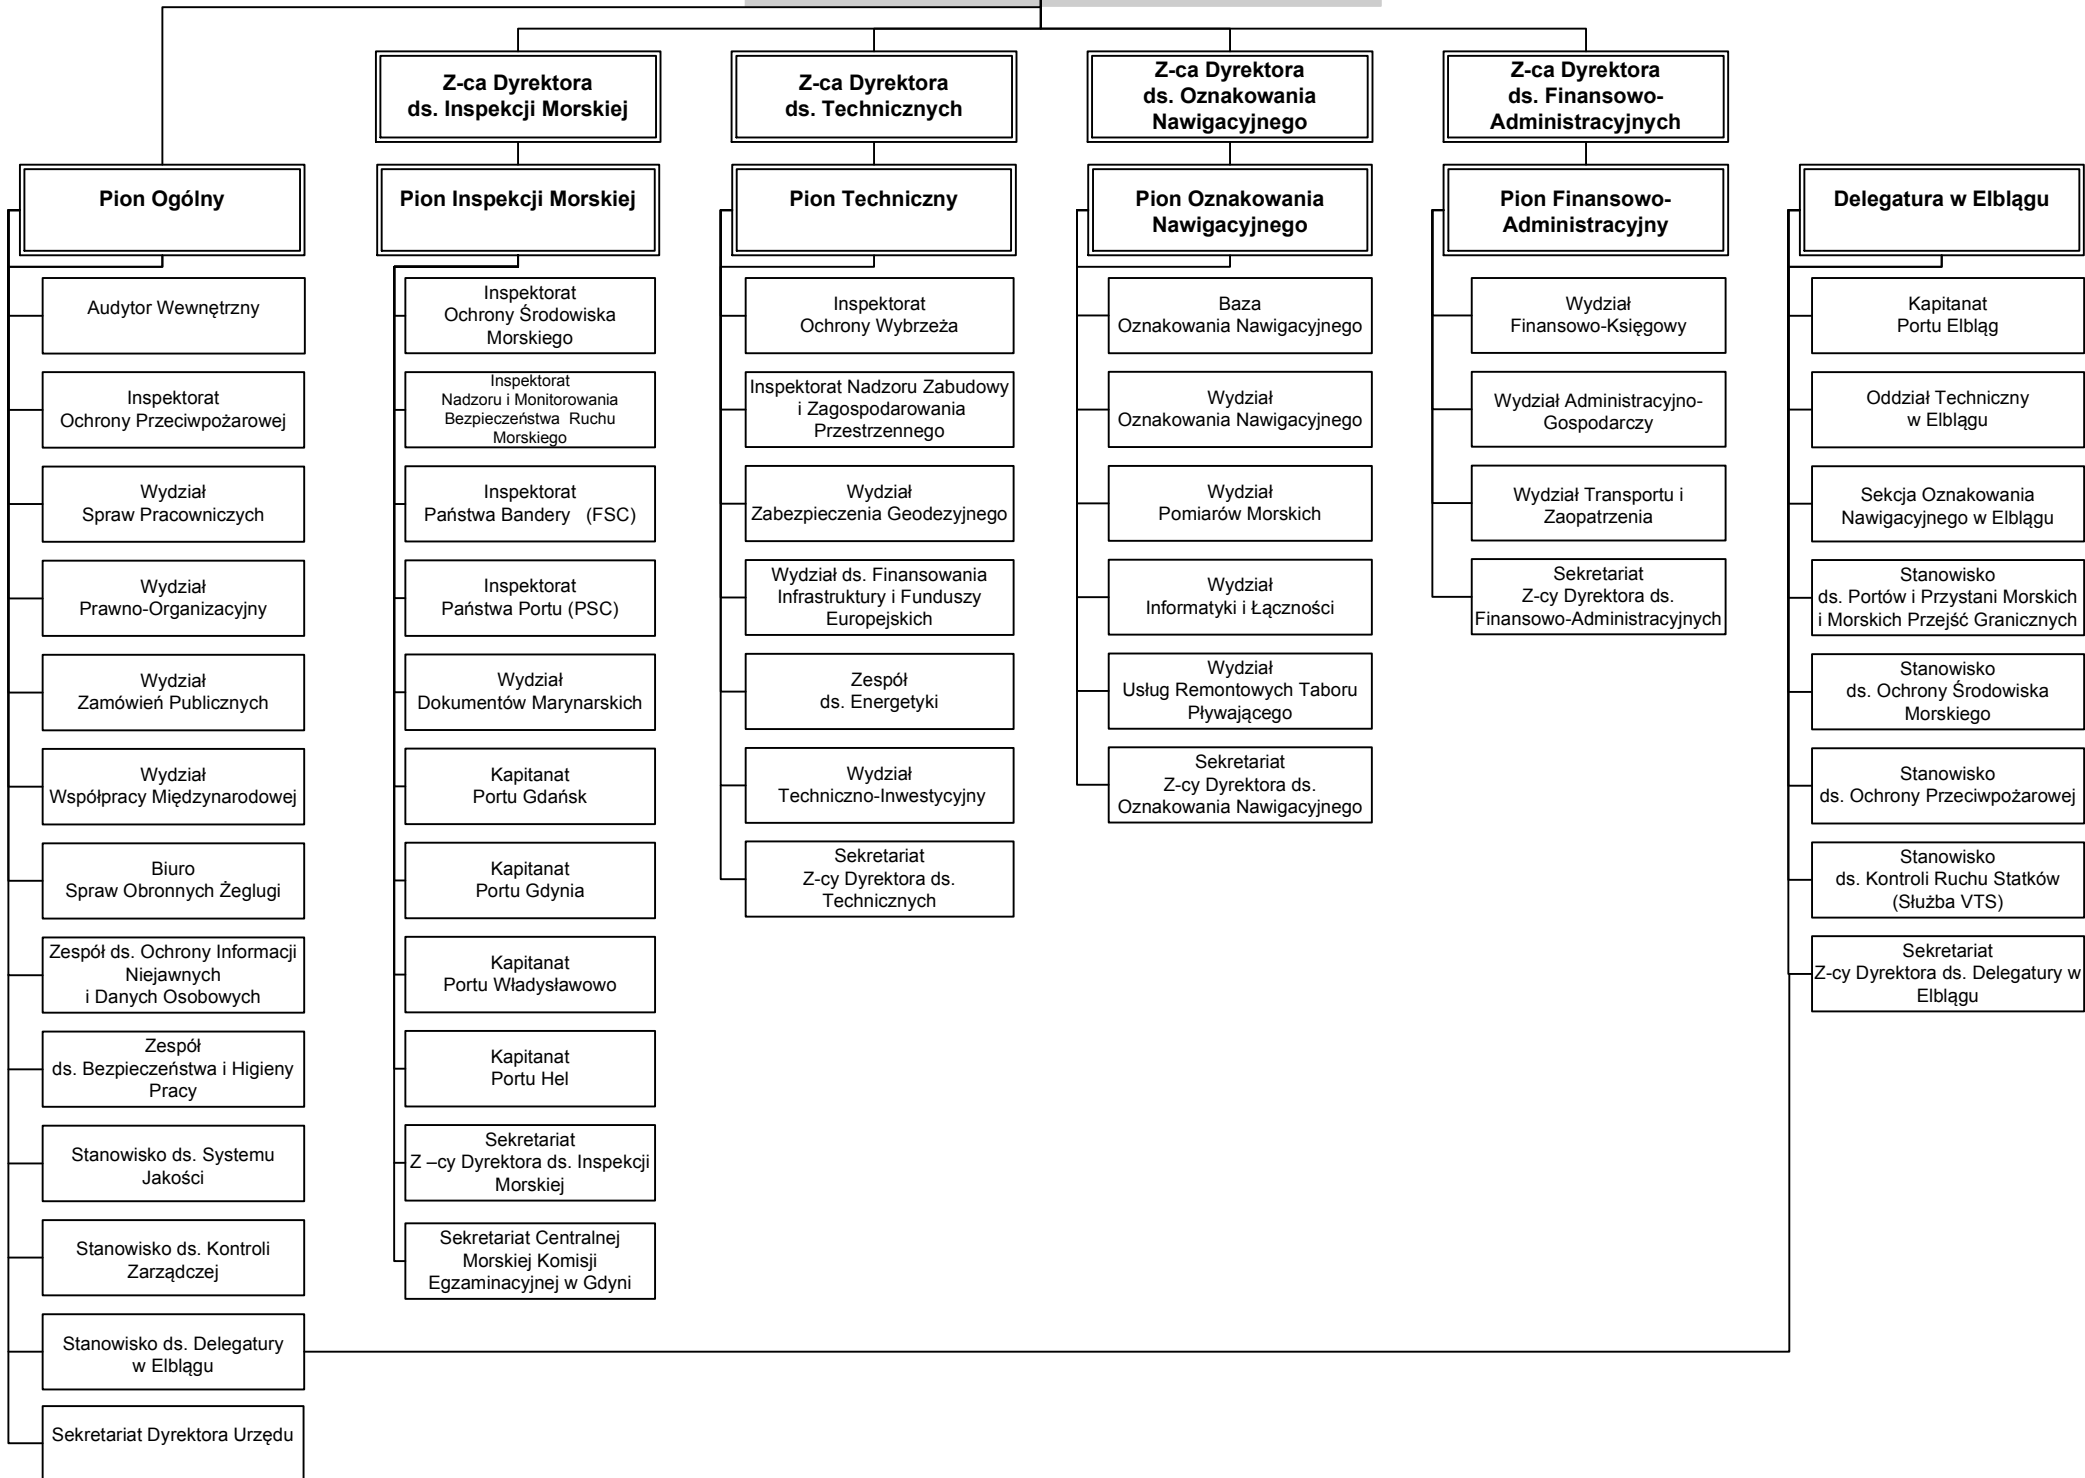 Z-ca Dyrektora
ds. Inspekcji Morskiej
Z-ca Dyrektora
ds. Technicznych
Z-ca Dyrektora
ds. Oznakowania
Nawigacyjnego
Z-ca Dyrektora
ds. Finansowo-
Administracyjnych
Pion Ogólny
Pion Inspekcji Morskiej
Pion Techniczny
Pion Oznakowania
Nawigacyjnego
Pion Finansowo-
Administracyjny
Delegatura w Elblągu
Audytor Wewnętrzny
Inspektorat
Ochrony Przeciwpożarowej
Wydział
Spraw Pracowniczych
Wydział
Prawno-Organizacyjny
Wydział
Zamówień Publicznych
Wydział
Współpracy Międzynarodowej
Biuro
Spraw Obronnych Żeglugi
Zespół ds. Ochrony Informacji
Niejawnych
i Danych Osobowych
Zespół
ds. Bezpieczeństwa i Higieny
Pracy
Stanowisko ds. Systemu
Jakości
Stanowisko ds. Kontroli
Zarządczej
Stanowisko ds. Delegatury
w Elblągu
Sekretariat Dyrektora Urzędu
Inspektorat
Ochrony Środowiska
Morskiego
Inspektorat
Nadzoru i Monitorowania
Bezpieczeństwa Ruchu
Morskiego
Inspektorat
Państwa Bandery (FSC)
Inspektorat
Państwa Portu (PSC)
Wydział
Dokumentów Marynarskich
Kapitanat
Portu Gdańsk
Kapitanat
Portu Gdynia
Kapitanat
Portu Władysławowo
Kapitanat
Portu Hel
Sekretariat
Z –cy Dyrektora ds. Inspekcji
Morskiej
Sekretariat Centralnej
Morskiej Komisji
Egzaminacyjnej w Gdyni
Inspektorat
Ochrony Wybrzeża
Inspektorat Nadzoru Zabudowy
i Zagospodarowania
Przestrzennego
Wydział
Zabezpieczenia Geodezyjnego
Wydział ds. Finansowania
Infrastruktury i Funduszy
Europejskich
Zespół
ds. Energetyki
Wydział
Techniczno-Inwestycyjny
Sekretariat
Z-cy Dyrektora ds.
Technicznych
Baza
Oznakowania Nawigacyjnego
Wydział
Oznakowania Nawigacyjnego
Wydział
Pomiarów Morskich
Wydział
Informatyki i Łączności
Wydział
Usług Remontowych Taboru
Pływającego
Sekretariat
Z-cy Dyrektora ds.
Oznakowania Nawigacyjnego
Wydział
Finansowo-Księgowy
Wydział Administracyjno-
Gospodarczy
Wydział Transportu i
Zaopatrzenia
Sekretariat
Z-cy Dyrektora ds.
Finansowo-Administracyjnych
Kapitanat
Portu Elbląg
Oddział Techniczny
w Elblągu
Sekcja Oznakowania
Nawigacyjnego w Elblągu
Stanowisko
ds. Portów i Przystani Morskich
i Morskich Przejść Granicznych
Stanowisko
ds. Ochrony Środowiska
Morskiego
Stanowisko
ds. Ochrony Przeciwpożarowej
Stanowisko
ds. Kontroli Ruchu Statków
(Służba VTS)
Sekretariat
Z-cy Dyrektora ds. Delegatury w
Elblągu